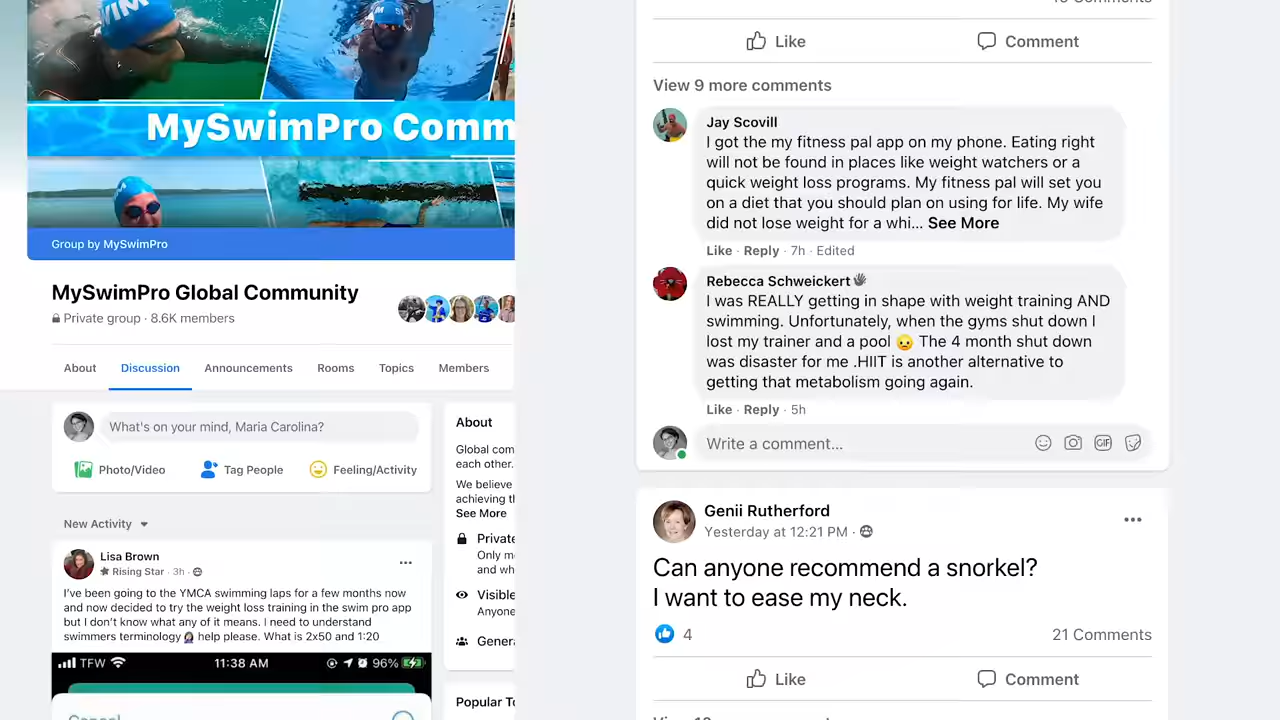 MySwimPro Comm
Group by MySwimPro
MySwimPro Global Community
Private group · 8.6K members
About
Discussion
Announcements
Rooms
Topics
Members
What's on your mind, Maria Carolina?
Photo/Video
Tag People
Feeling/Activity
New Activity
Lisa Brown
Rising Star · 3h ·
I've been going to the YMCA swimming laps for a few months now
and now decided to try the weight loss training in the swim pro app
but I don't know what any of it means. I need to understand
swimmers terminology help please. What is 2x50 and 1:20
TFW
11:38 AM
96%
Cancel
About
Global com
each other.
We believe
achieving th
See More
Private
Only m
and wh
Visible
Anyone
Genera
Popular To
Comments
Like
Comment
View 9 more comments
Jay Scovill
I got the my fitness pal app on my phone. Eating right
will not be found in places like weight watchers or a
quick weight loss programs. My fitness pal will set you
on a diet that you should plan on using for life. My wife
did not lose weight for a whi... See More
Like · Reply · 7h · Edited
Rebecca Schweickert
I was REALLY getting in shape with weight training AND
swimming. Unfortunately, when the gyms shut down I
lost my trainer and a pool The 4 month shut down
was disaster for me .HIIT is another alternative to
getting that metabolism going again.
Like · Reply · 5h
Write a comment...
GIF
Genii Rutherford
Yesterday at 12:21 PM ·
Can anyone recommend a snorkel?
I want to ease my neck.
4
21 Comments
Like
Comment